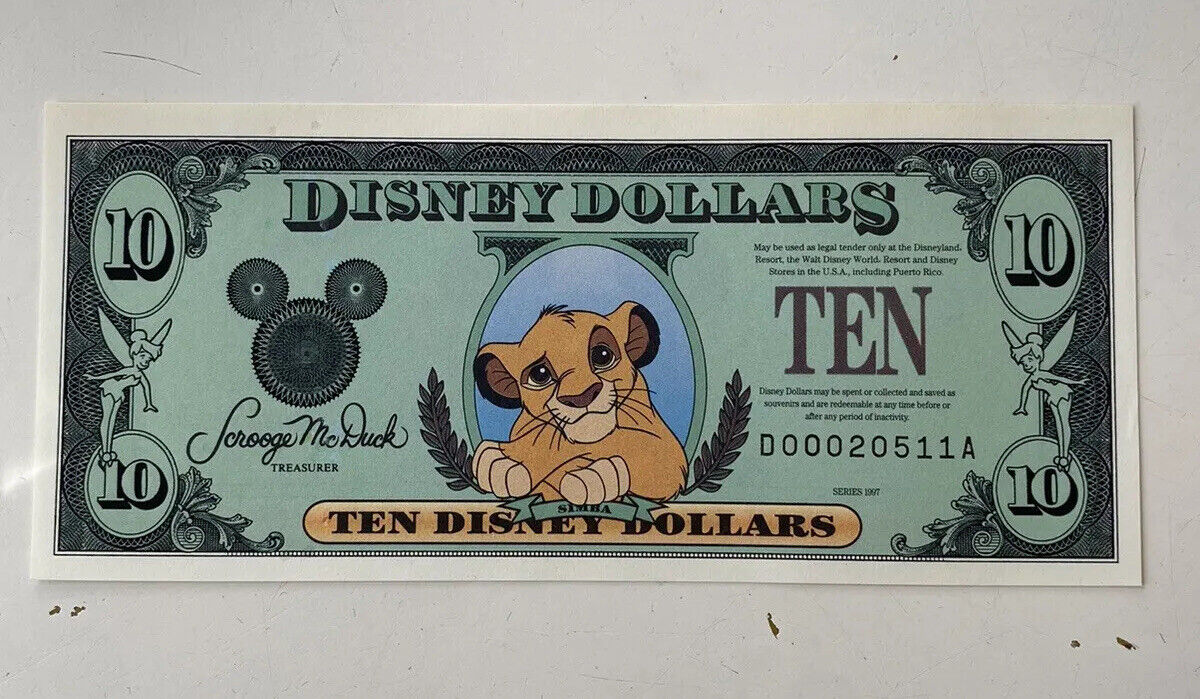 DISNEY DOLLARS
10
10
May be used as legal tender only at the Disneyland®
Resort, the Walt Disney World® Resort and Disney
Stores in the U.S.A., including Puerto Rico.
TEN
Disney Dollars may be spent or collected and saved as
souvenirs and are redeemable at any time before or
after any period of inactivity.
Scrooge McDuck
TREASURER
D00020511A
10
10
SERIES 1997
SIMBA
TEN DISNEY DOLLARS